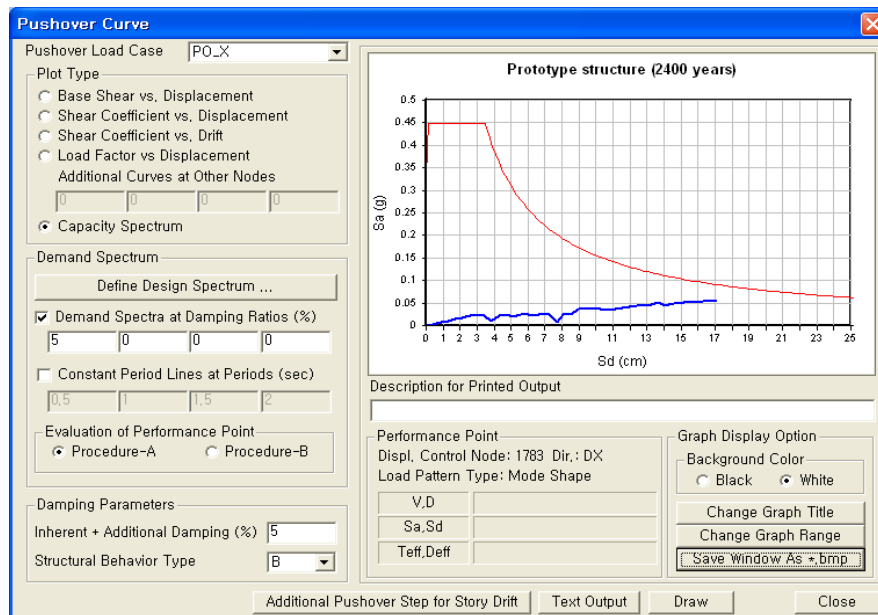 Pushover Curve
Pushover Load Case
PO_X
Plot Type
Base Shear vs. Displacement
Shear Coefficient vs. Displacement
Shear Coefficient vs. Drift
Load Factor vs Displacement
Additional Curves at Other Nodes
0 0 0 0
Capacity Spectrum
Demand Spectrum
Define Design Spectrum ...
Demand Spectra at Damping Ratios (%)
5 0 0 0
Constant Period Lines at Periods (sec)
0.5 1 1.5 2
Evaluation of Performance Point
Procedure-A Procedure-B
Damping Parameters
Inherent + Additional Damping (%) 5
Structural Behavior Type B
Prototype structure (2400 years)
Sa (g)
0.5
0.45
0.4
0.35
0.3
0.25
0.2
0.15
0.1
0.05
0
0 1 2 3 4 5 6 7 8 9 11 13 15 17 19 21 23 25
Sd (cm)
Description for Printed Output
Performance Point
Displ. Control Node: 1783 Dir.: DX
Load Pattern Type: Mode Shape
V,D
Sa,Sd
Teff,Deff
Graph Display Option
Background Color
Black White
Change Graph Title
Change Graph Range
Save Window As *.bmp
Additional Pushover Step for Story Drift
Text Output
Draw
Close